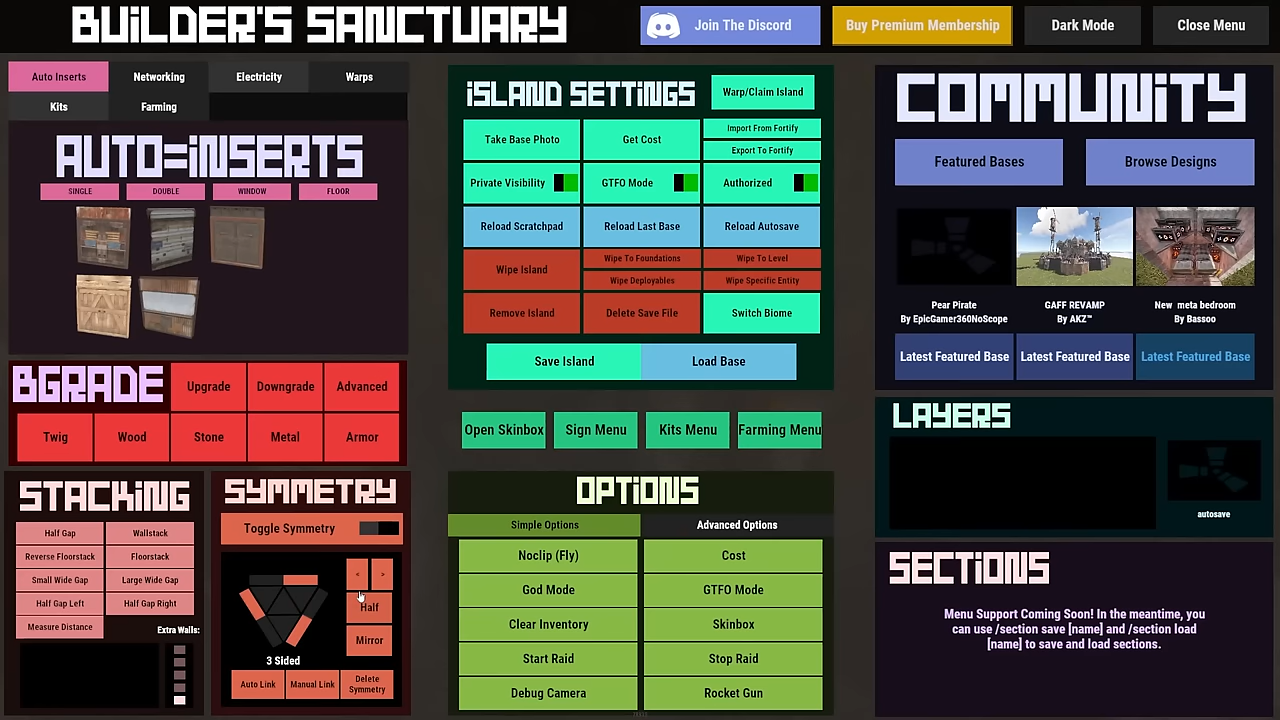 BUILDER'S SANCTUARY
Join The Discord
Buy Premium Membership
Dark Mode
Close Menu
Auto Inserts
Networking
Electricity
Warps
Kits
Farming
AUTO=INSERTS
SINGLE
DOUBLE
WINDOW
FLOOR
BGRADE
Upgrade
Downgrade
Advanced
Twig
Wood
Stone
Metal
Armor
STACKING
Half Gap
Wallstack
Reverse Floorstack
Floorstack
Small Wide Gap
Large Wide Gap
Half Gap Left
Half Gap Right
Measure Distance
Extra Walls:
SYMMETRY
Toggle Symmetry
<
>
Half
Mirror
3 Sided
Auto Link
Manual Link
Delete
Symmetry
ISLAND SETTINGS
Warp/Claim Island
Take Base Photo
Get Cost
Import From Fortify
Export To Fortify
Private Visibility
GTFO Mode
Authorized
Reload Scratchpad
Reload Last Base
Reload Autosave
Wipe Island
Wipe To Foundations
Wipe To Level
Wipe Deployables
Wipe Specific Entity
Remove Island
Delete Save File
Switch Biome
Save Island
Load Base
Open Skinbox
Sign Menu
Kits Menu
Farming Menu
OPTIONS
Simple Options
Advanced Options
Noclip (Fly)
Cost
God Mode
GTFO Mode
Clear Inventory
Skinbox
Start Raid
Stop Raid
Debug Camera
Rocket Gun
COMMUNITY
Featured Bases
Browse Designs
Pear Pirate
By EpicGamer360NoScope
GAFF REVAMP
By AKZ™
New meta bedroom
By Bassoo
Latest Featured Base
Latest Featured Base
Latest Featured Base
LAYERS
autosave
SECTIONS
Menu Support Coming Soon! In the meantime, you
can use /section save [name] and /section load
[name] to save and load sections.